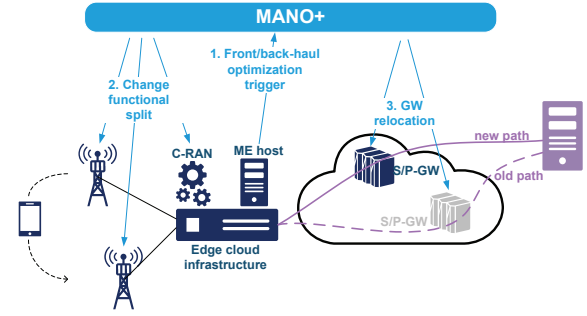 MANO+
1. Front/back-haul
optimization
trigger
2. Change
functional
split
3. GW
relocation
C-RAN
ME host
new path
S/P-GW
old path
S/P-GW
Edge cloud
infrastructure